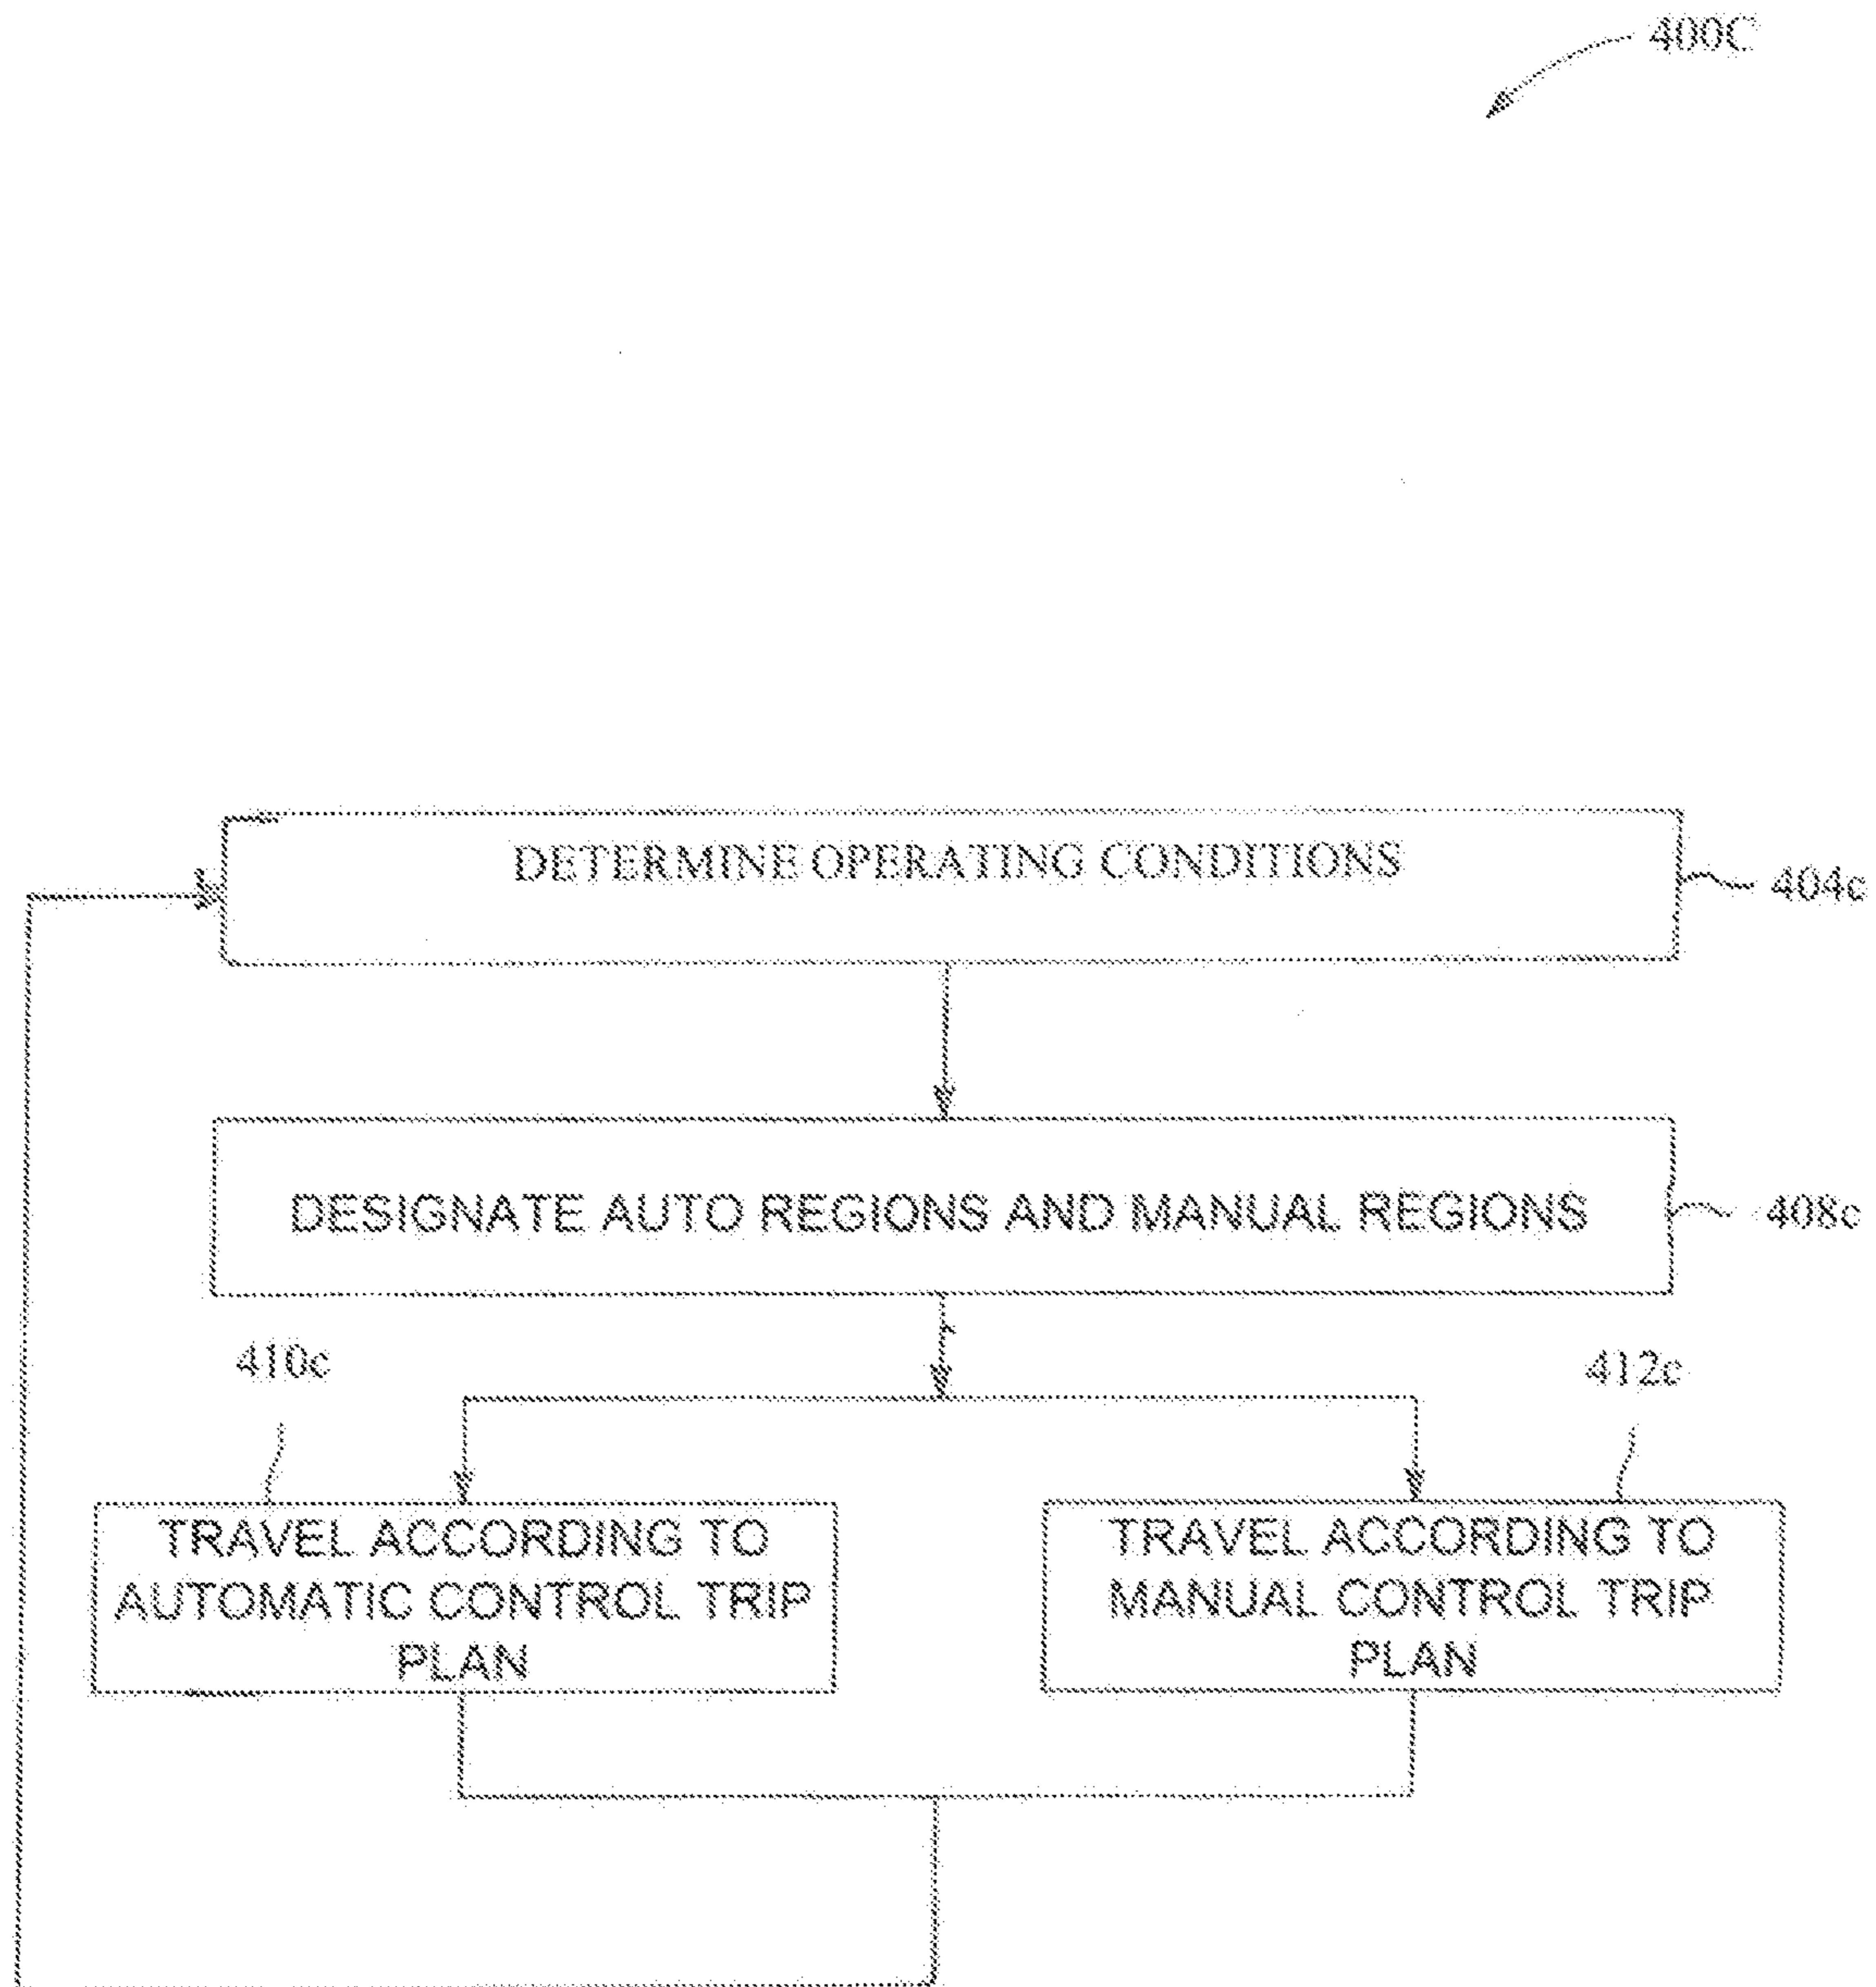 400C
DETERMINE OPERATING CONDITIONS
404c
DESIGNATE AUTO REGIONS AND MANUAL REGIONS
408c
410c
412c
TRAVEL ACCORDING TO
AUTOMATIC CONTROL TRIP
PLAN
TRAVEL ACCORDING TO
MANUAL CONTROL TRIP
PLAN